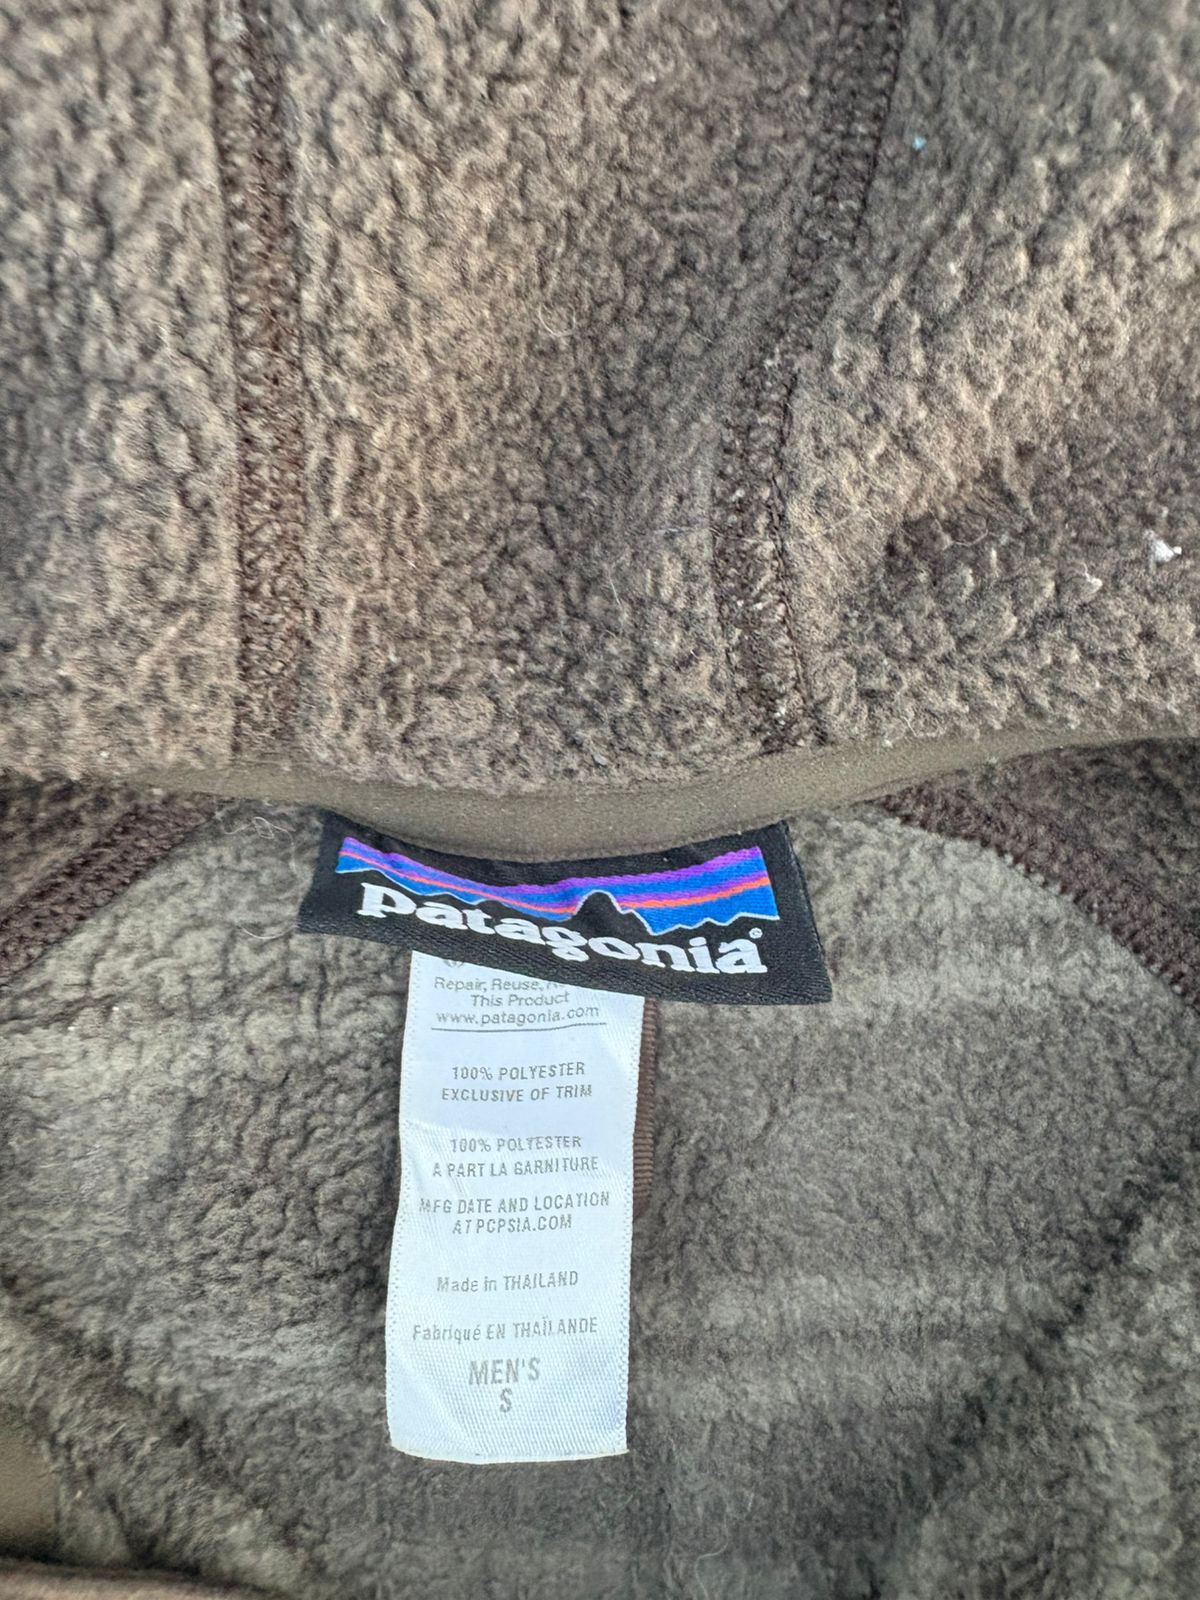 patagonia®
Repair, Reuse,
This Product
www.patagonia.com
100% POLYESTER
EXCLUSIVE OF TRIM
100% POLYESTER
A PART LA GARNITURE
MFG DATE AND LOCATION
AT PCPSIA.COM
Made in THAILAND
Fabriqué EN THAÏLANDE
MEN'S
S